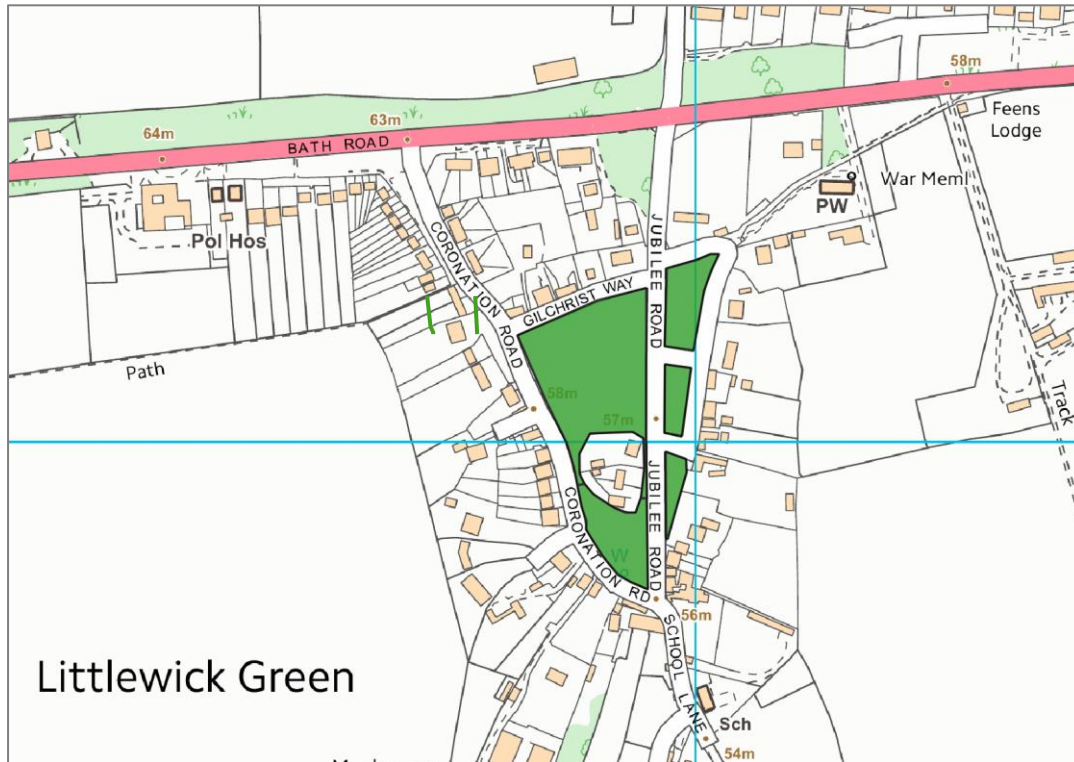 58m
63m
Feens
Lodge
64m
BATH ROAD
War Meml
PW
Pol Hos
JUBILEE ROAD
CORONATION ROAD
GILCHRIST WAY
Path
Track
58m
57m
JUBILEE ROAD
CORONATION RD
W
56m
SCHOOL LANE
Littlewick Green
Sch
54m